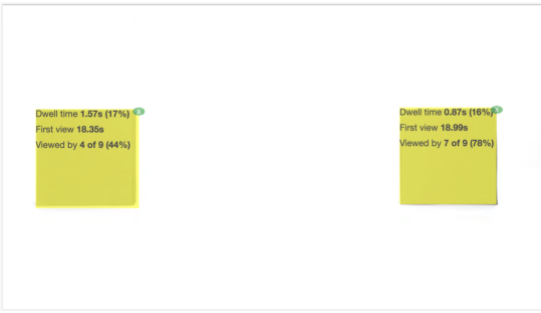 Dwell time 1.57s (17%)
First view 18.35s
Viewed by 4 of 9 (44%)
Dwell time 0.87s (16%)
First view 18.99s
Viewed by 7 of 9 (78%)